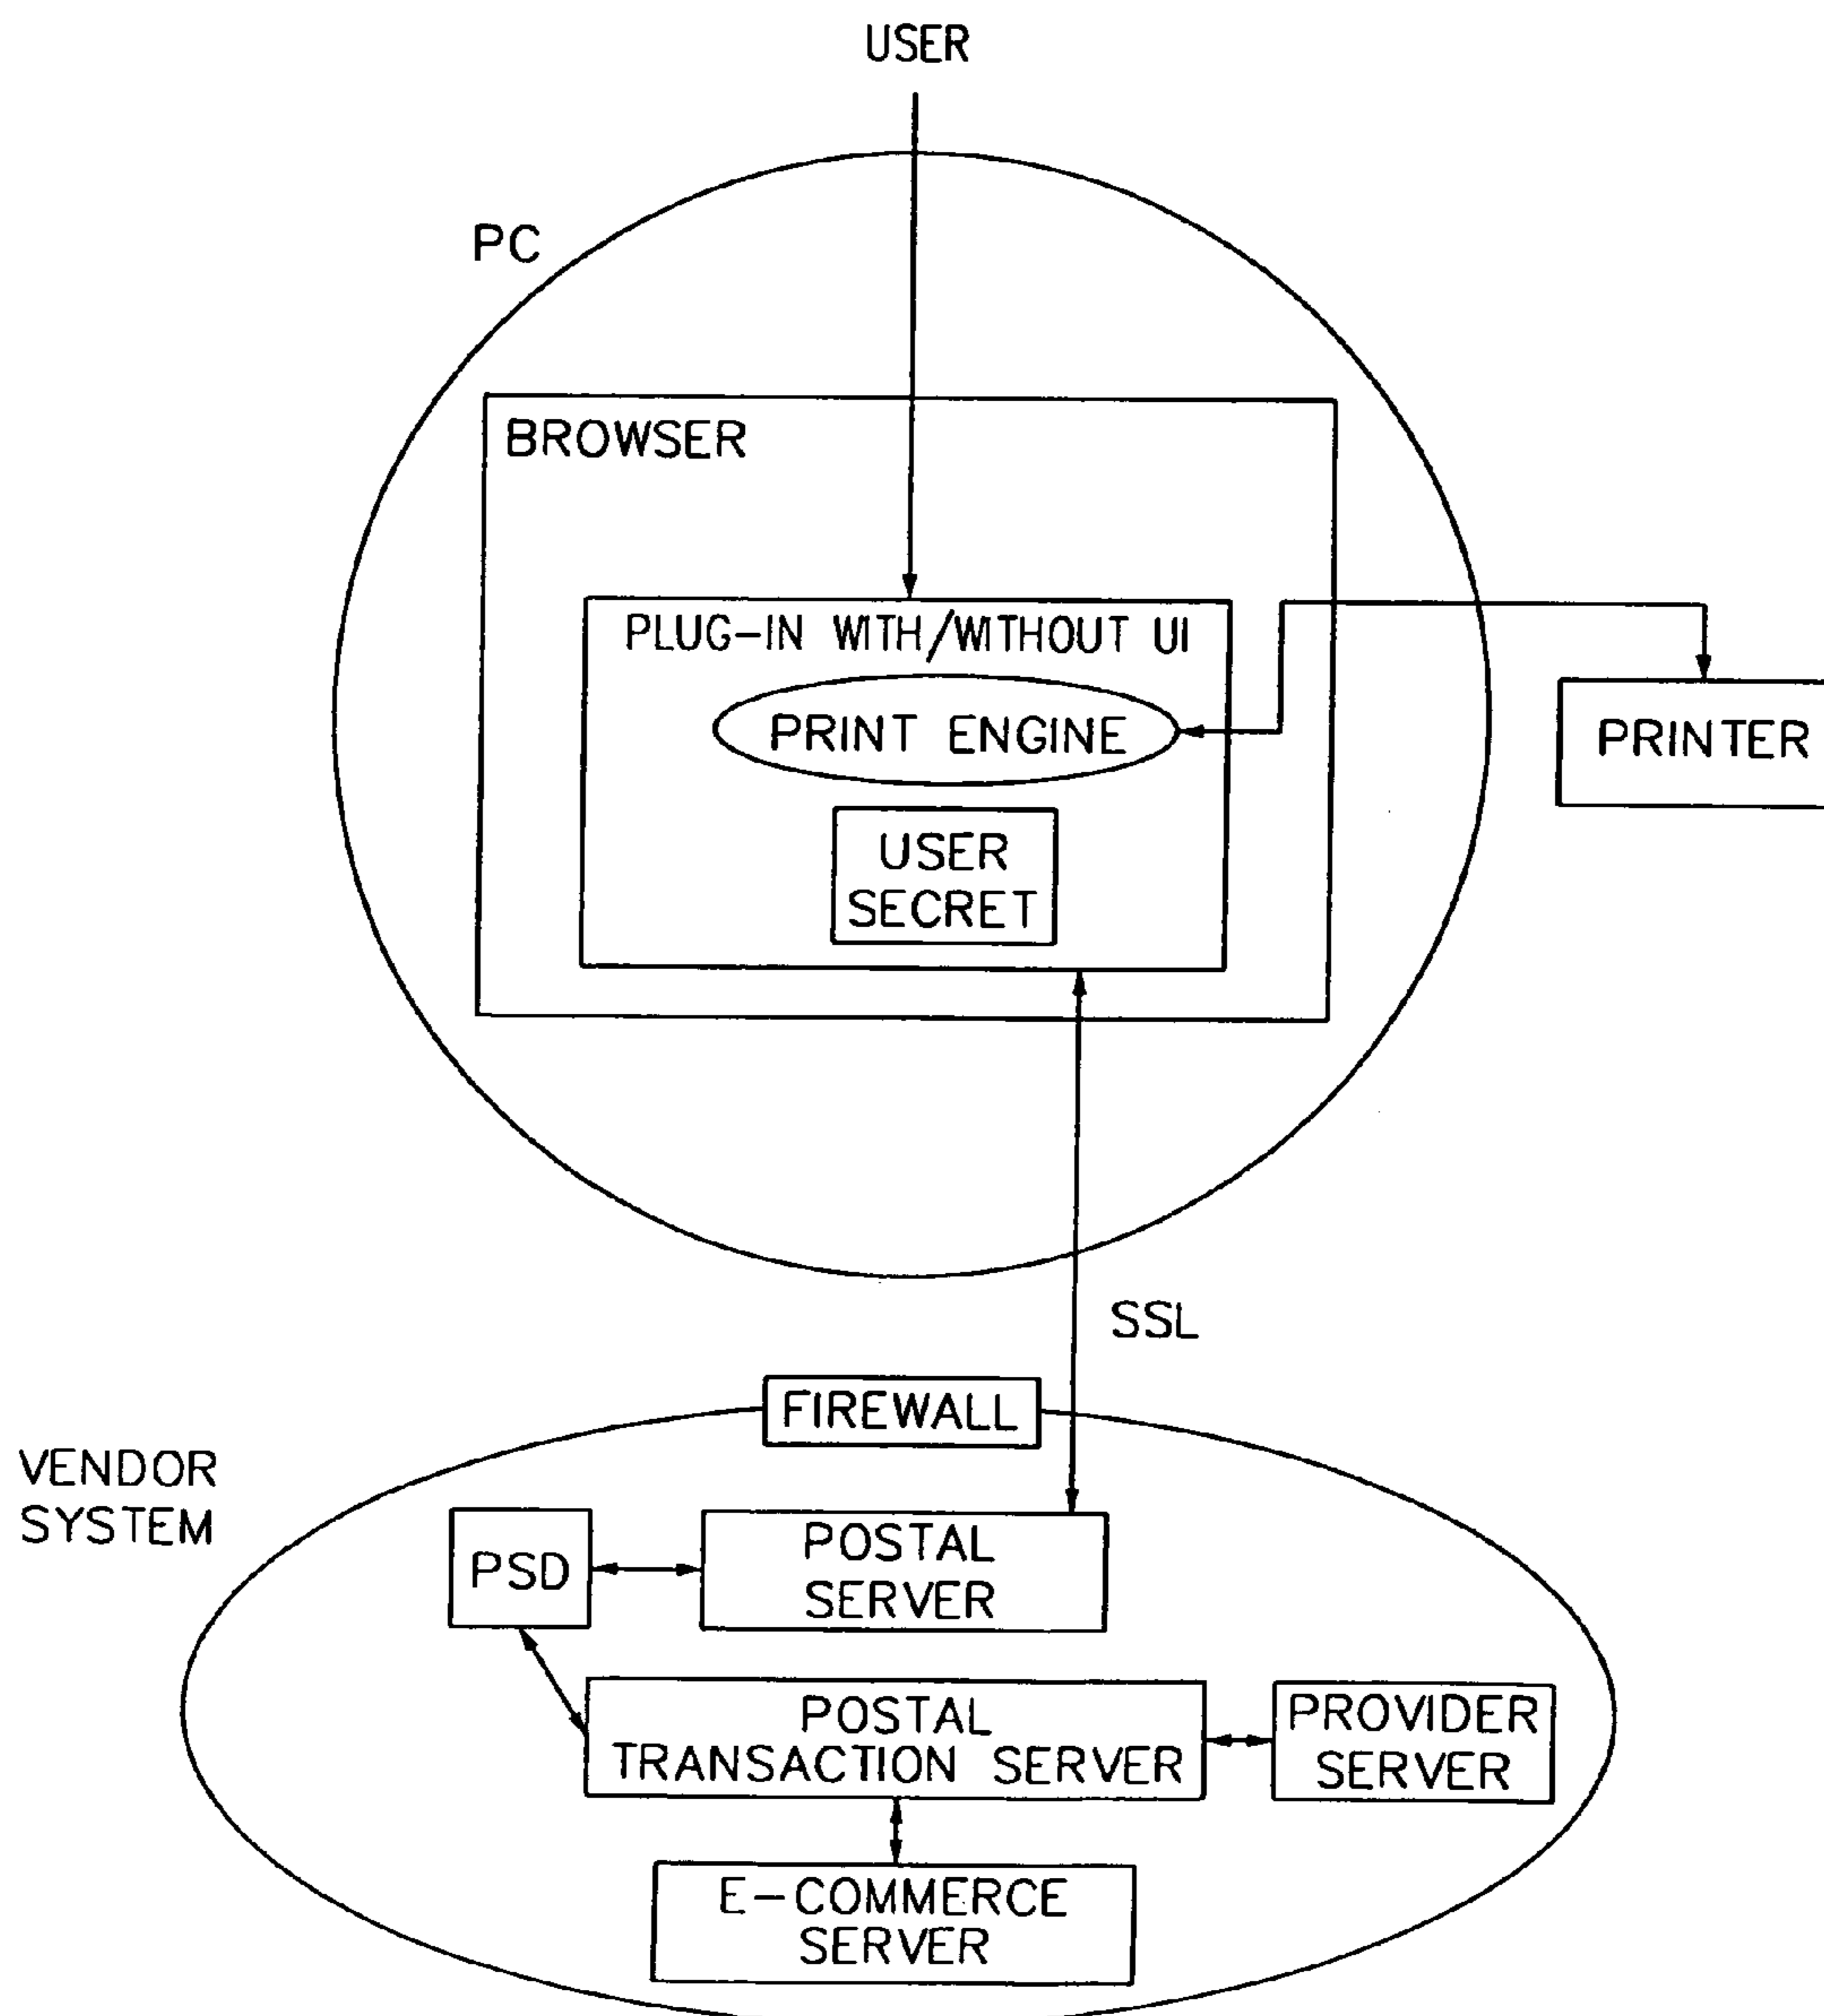 USER
PC
BROWSER
PLUG-IN WITH/WITHOUT UI
PRINT ENGINE
PRINTER
USER
SECRET
SSL
FIREWALL
VENDOR
SYSTEM
PSD
POSTAL
SERVER
POSTAL
TRANSACTION SERVER
PROVIDER
SERVER
E-COMMERCE
SERVER